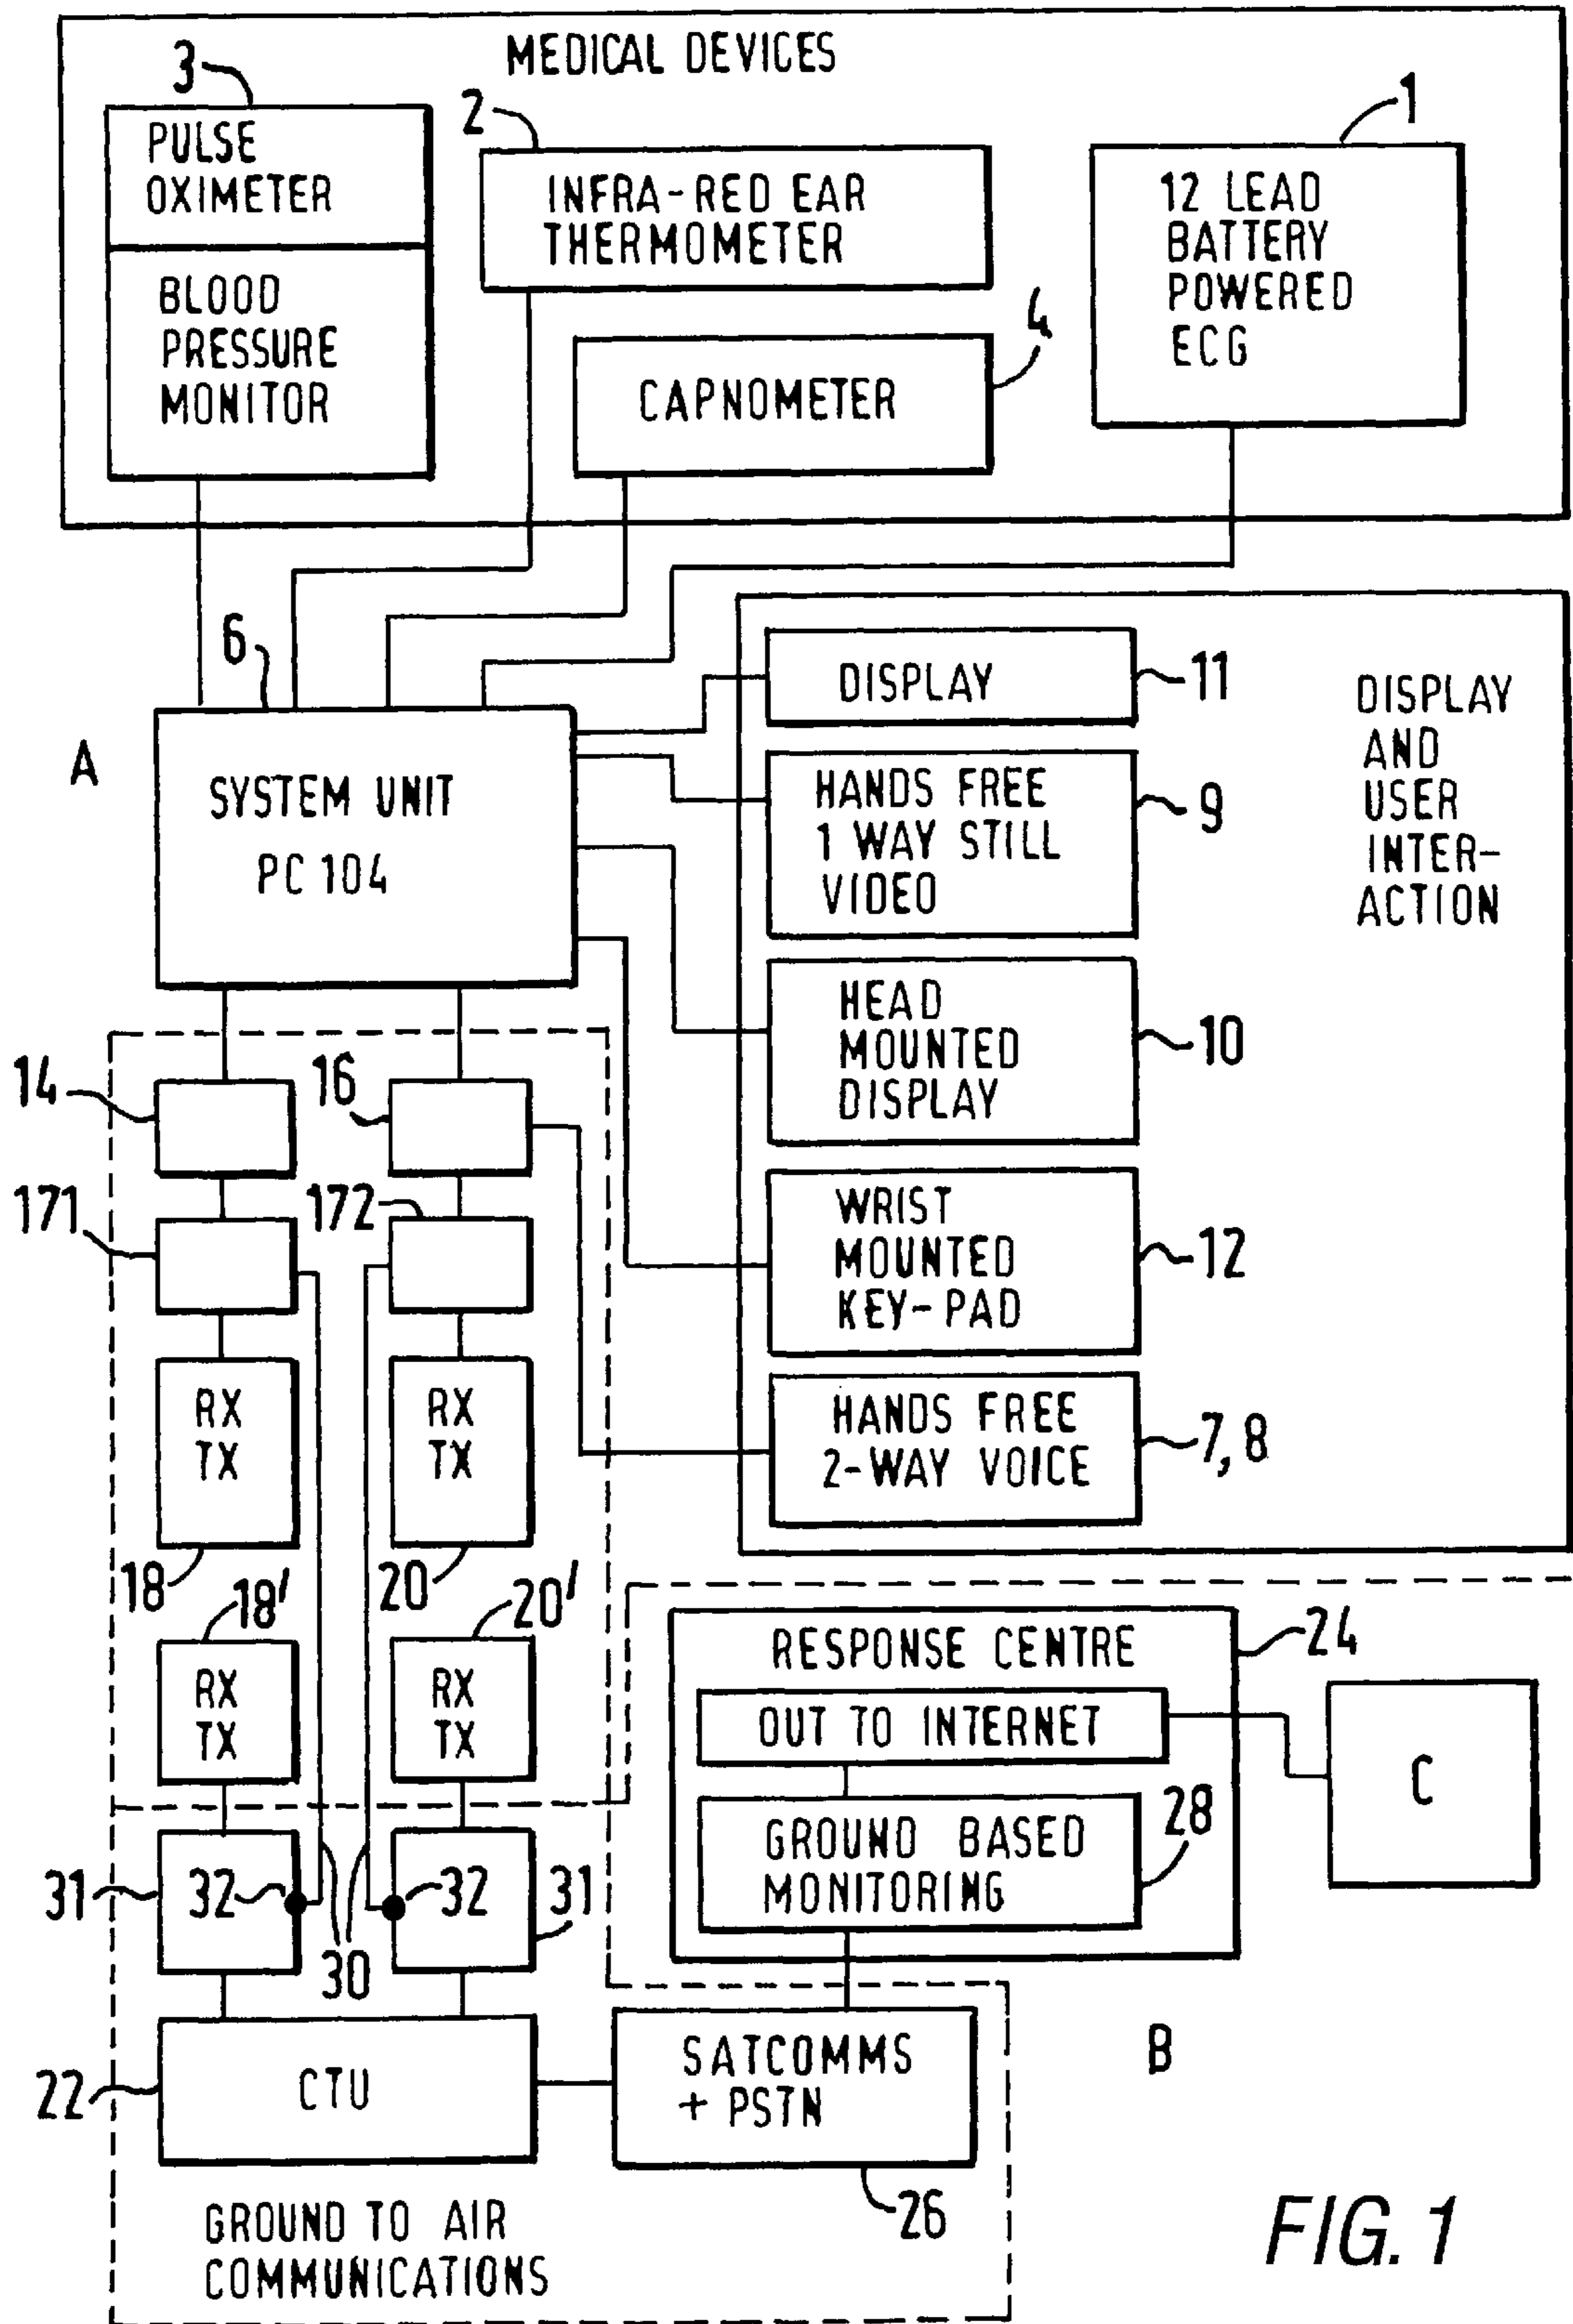 MEDICAL DEVICES
3
PULSE
OXIMETER
BLOOD
PRESSURE
MONITOR
2
INFRA-RED EAR
THERMOMETER
4
CAPNOMETER
1
12 LEAD
BATTERY
POWERED
ECG
6
A
SYSTEM UNIT
PC 104
DISPLAY
11
HANDS FREE
1 WAY STILL
VIDEO
9
HEAD
MOUNTED
DISPLAY
10
WRIST
MOUNTED
KEY-PAD
12
HANDS FREE
2-WAY VOICE
7, 8
DISPLAY
AND
USER
INTER-
ACTION
14
16
171
172
RX
TX
18
RX
TX
20
18'
RX
TX
20'
RX
TX
31
32
30
32
31
22
CTU
RESPONSE CENTRE
24
OUT TO INTERNET
GROUND BASED
MONITORING
28
C
SATCOMMS
+ PSTN
26
B
GROUND TO AIR
COMMUNICATIONS
FIG. 1